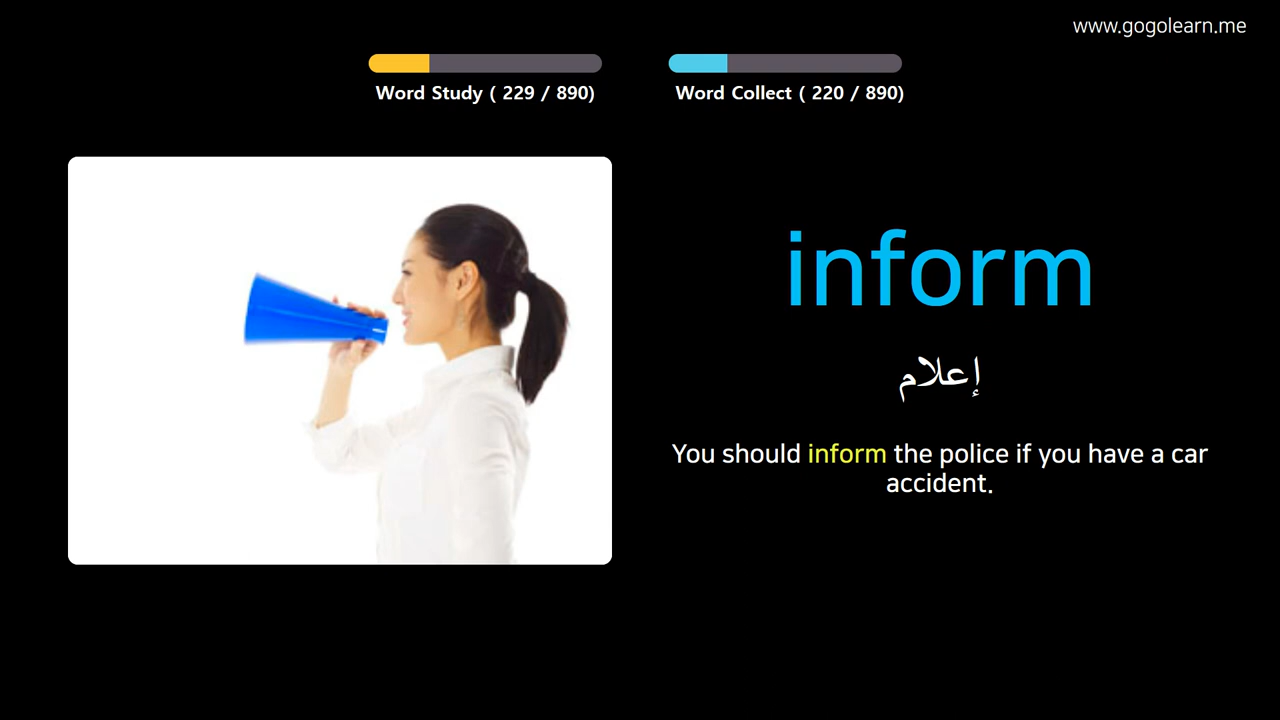 www.gogolearn.me
Word Study ( 229 / 890)
Word Collect ( 220 / 890)
inform
إعلام
You should inform the police if you have a car
accident.